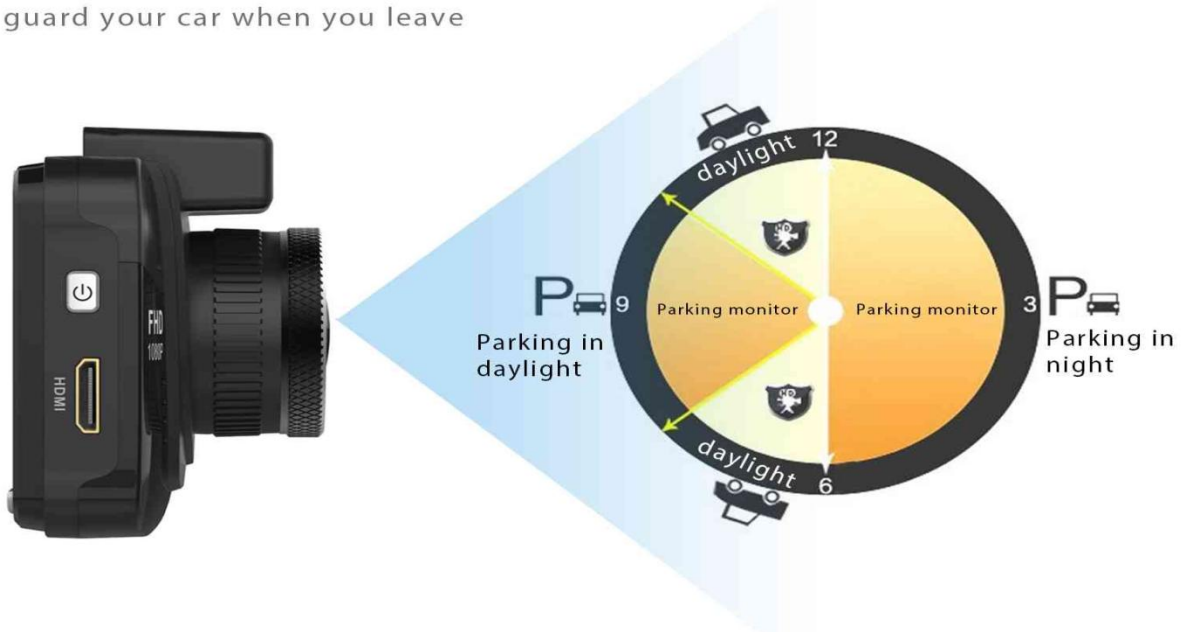 guard your car when you leave
daylight
12
P
9
Parking monitor
Parking monitor
3
P
Parking in
daylight
Parking in
night
FHD
1080P
HDMI
daylight
6